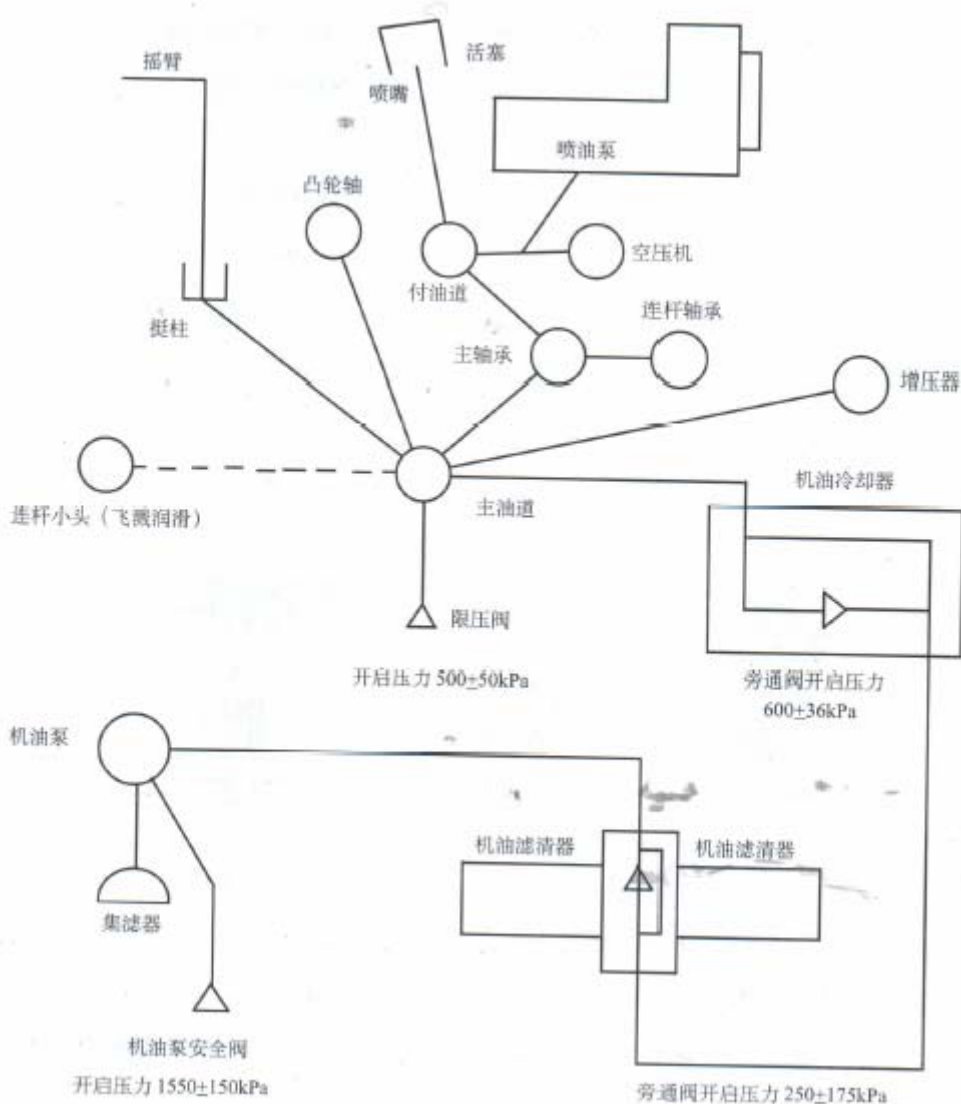 摇臂
活塞
喷嘴
喷油泵
凸轮轴
空压机
付油道
连杆轴承
挺柱
主轴承
增压器
机油冷却器
连杆小头（飞溅润滑）
主油道
限压阀
开启压力 500±50kPa
旁通阀开启压力
600±36kPa
机油泵
机油滤清器
机油滤清器
集滤器
机油泵安全阀
开启压力 1550±150kPa
旁通阀开启压力 250±175kPa